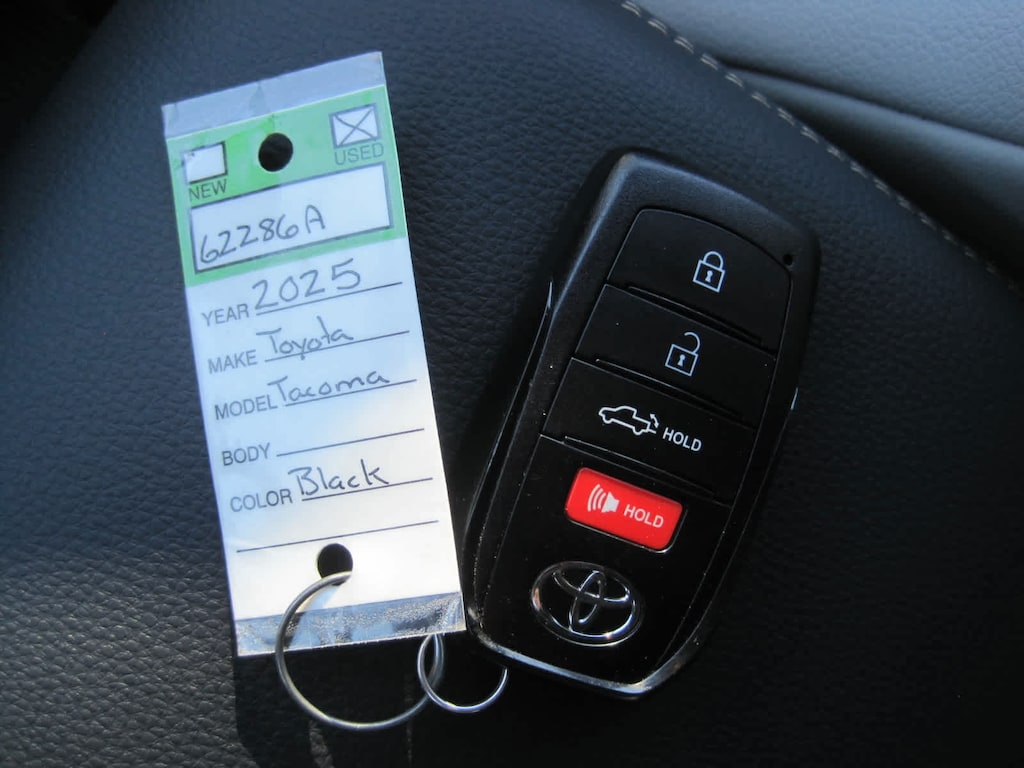 NEW
USED
62286A
YEAR 2025
MAKE Toyota
MODEL Tacoma
BODY
COLOR Black
HOLD
HOLD